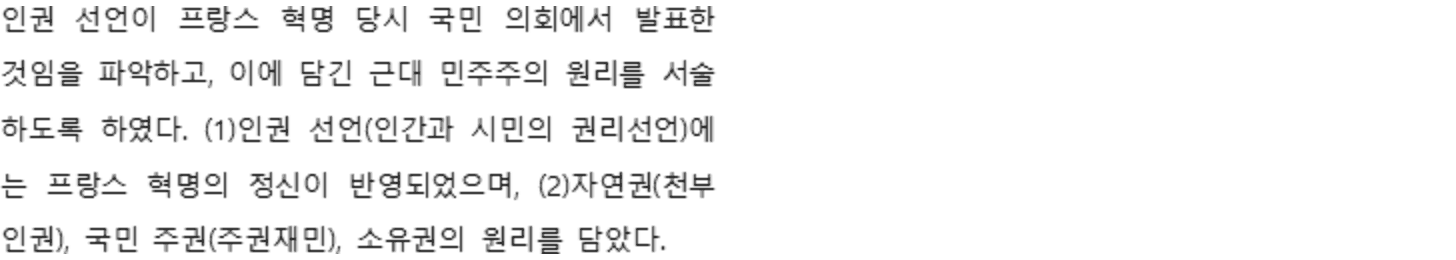 인권 선언이 프랑스 혁명 당시 국민 의회에서 발표한
것임을 파악하고, 이에 담긴 근대 민주주의 원리를 서술
하도록 하였다. (1)인권 선언(인간과 시민의 권리선언)에
는 프랑스 혁명의 정신이 반영되었으며, (2)자연권(천부
인권), 국민 주권(주권재민), 소유권의 원리를 담았다.